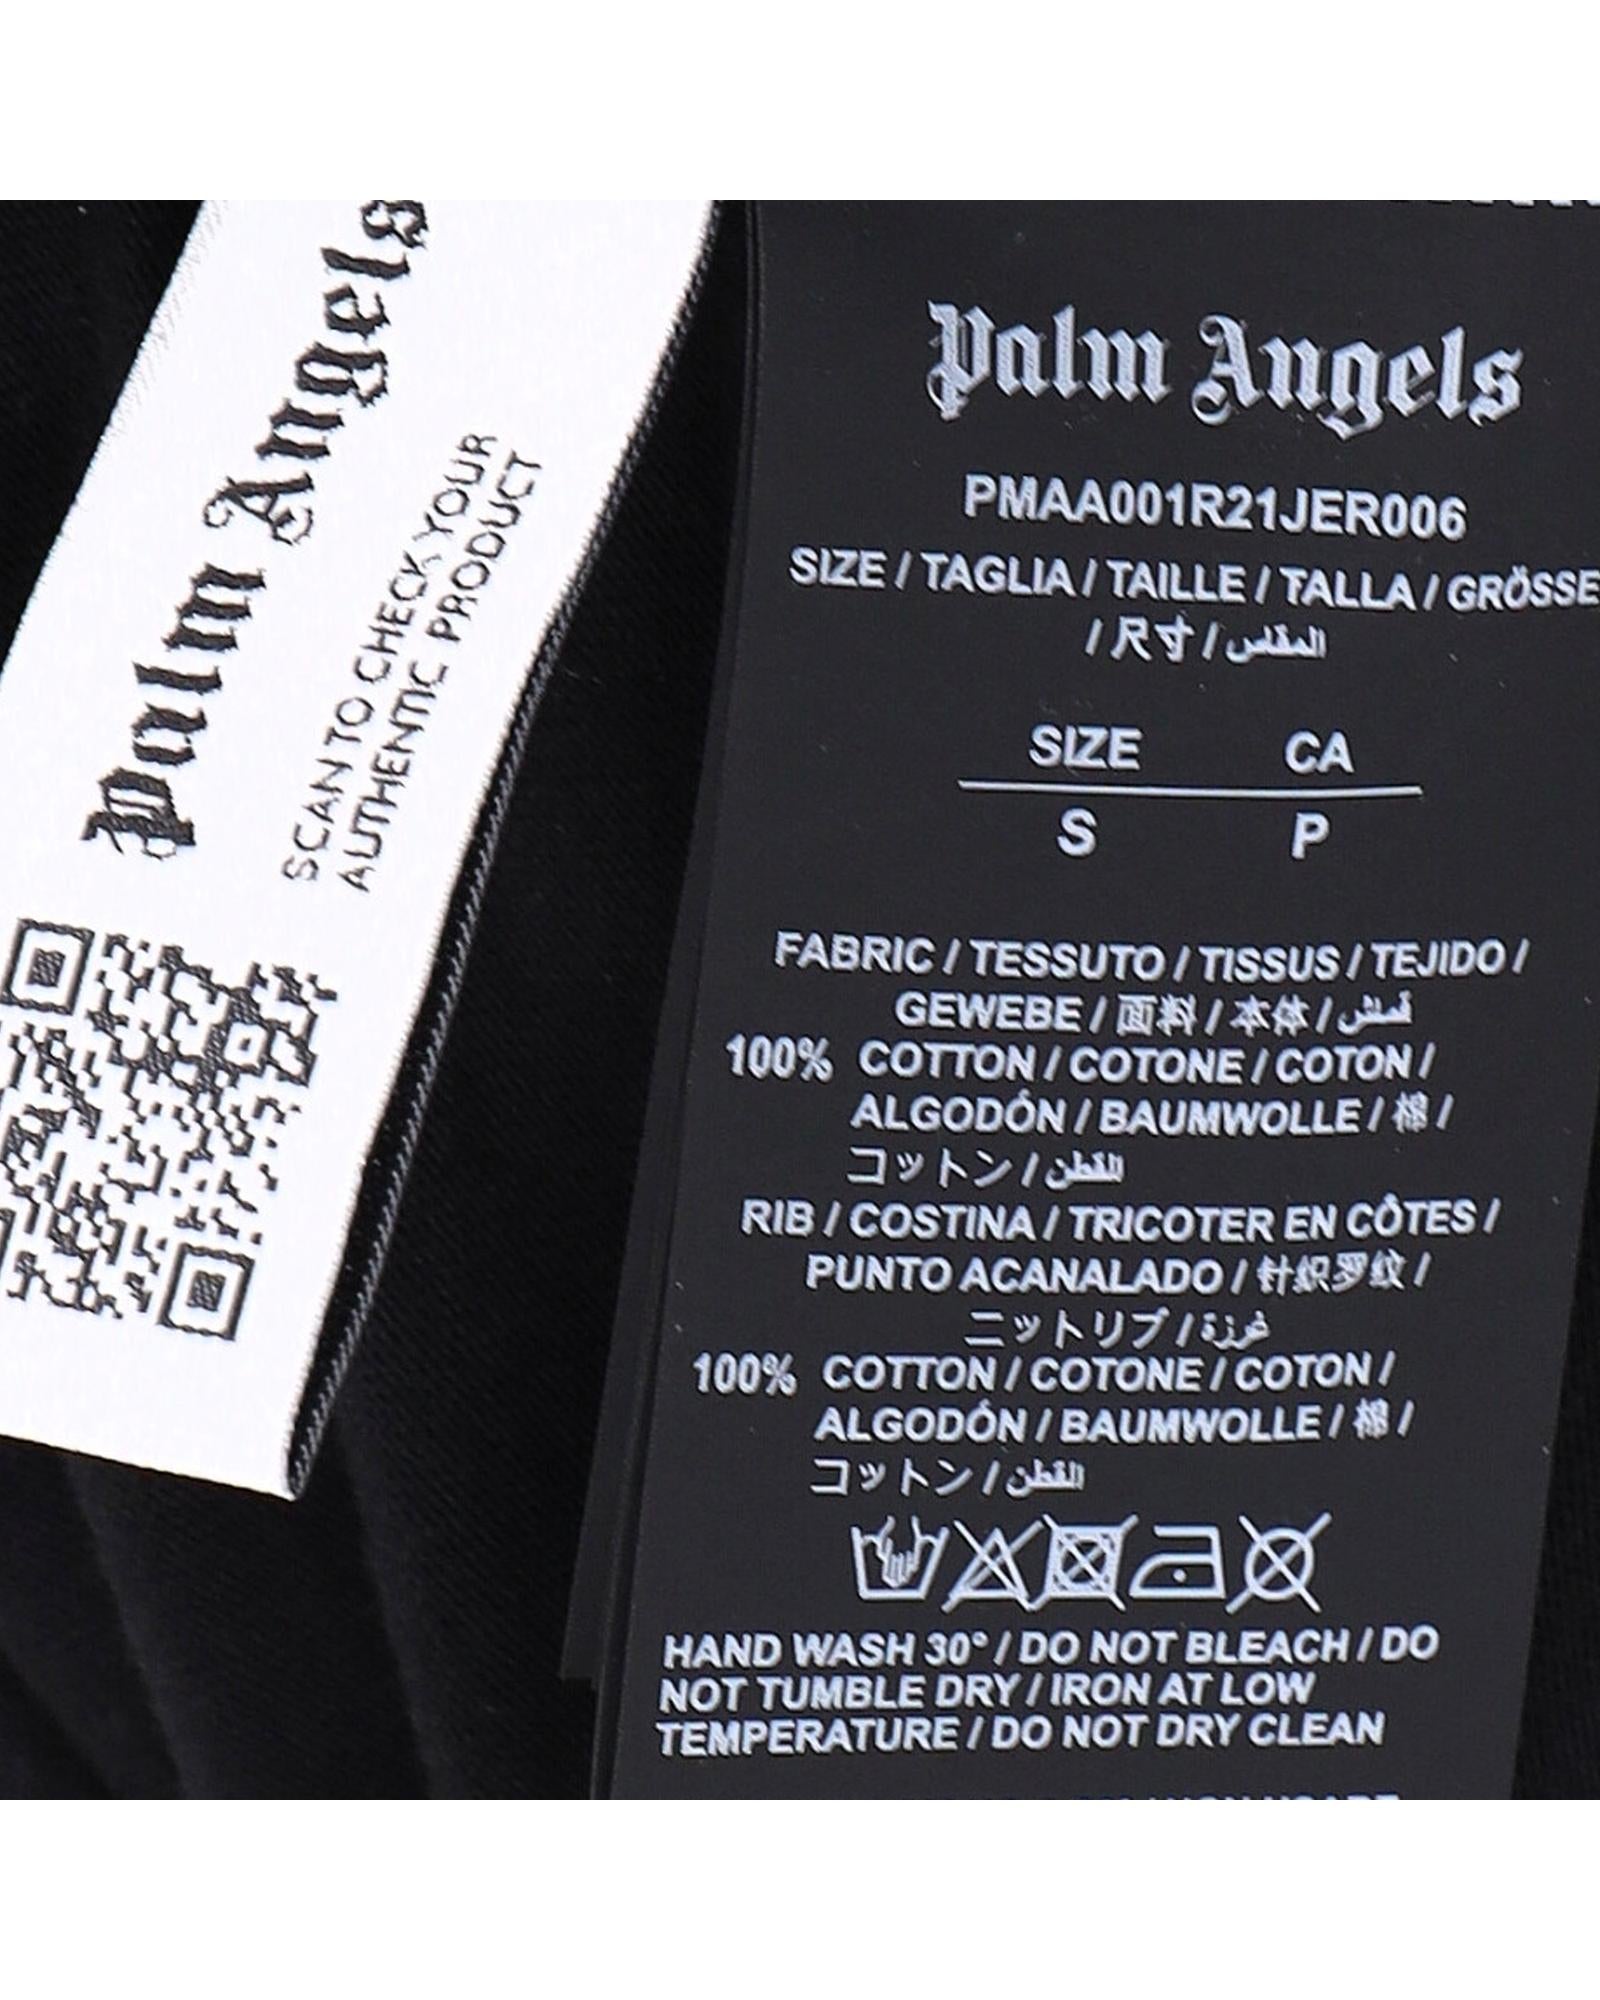 Palm Angels
SCAN TO CHECK YOUR
AUTHENTIC PRODUCT
Palm Angels
PMAA001R21JER006
SIZE / TAGLIA / TAILLE / TALLA / GRÖSSE
/ 尺寸 / المقاس
SIZE CA
S P
FABRIC / TESSUTO / TISSUS / TEJIDO /
GEWEBE / 面料 / 本体 / قماش
100% COTTON / COTONE / COTON /
ALGODÓN / BAUMWOLLE / 棉 /
コットン / القطن
RIB / COSTINA / TRICOTER EN CÔTES /
PUNTO ACANALADO / 针织罗纹 /
ニットリブ / غرزة
100% COTTON / COTONE / COTON /
ALGODÓN / BAUMWOLLE / 棉 /
コットン / القطن
HAND WASH 30° / DO NOT BLEACH / DO
NOT TUMBLE DRY / IRON AT LOW
TEMPERATURE / DO NOT DRY CLEAN